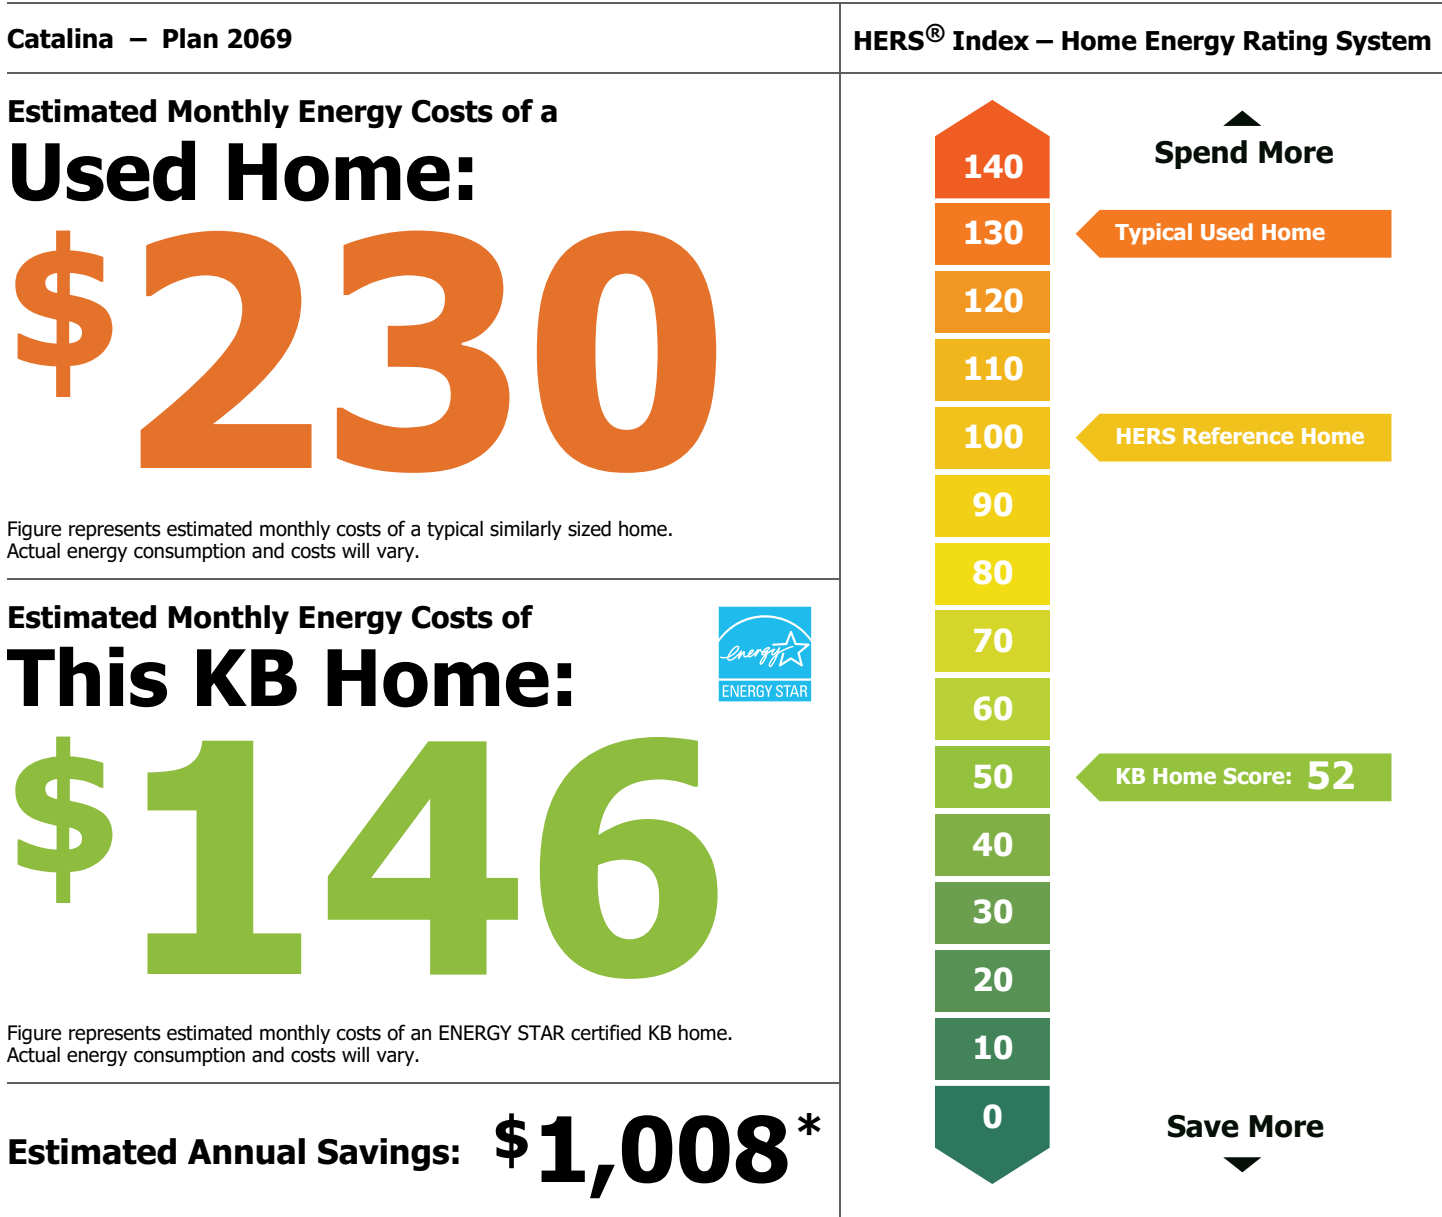 Catalina – Plan 2069
Estimated Monthly Energy Costs of a
Used Home:
$230
Figure represents estimated monthly costs of a typical similarly sized home.
Actual energy consumption and costs will vary.
Estimated Monthly Energy Costs of
This KB Home:
energy
ENERGY STAR
$146
Figure represents estimated monthly costs of an ENERGY STAR certified KB home.
Actual energy consumption and costs will vary.
Estimated Annual Savings: $1,008*
HERS® Index – Home Energy Rating System
Spend More
140
130 Typical Used Home
120
110
100 HERS Reference Home
90
80
70
60
50 KB Home Score: 52
40
30
20
10
0
Save More